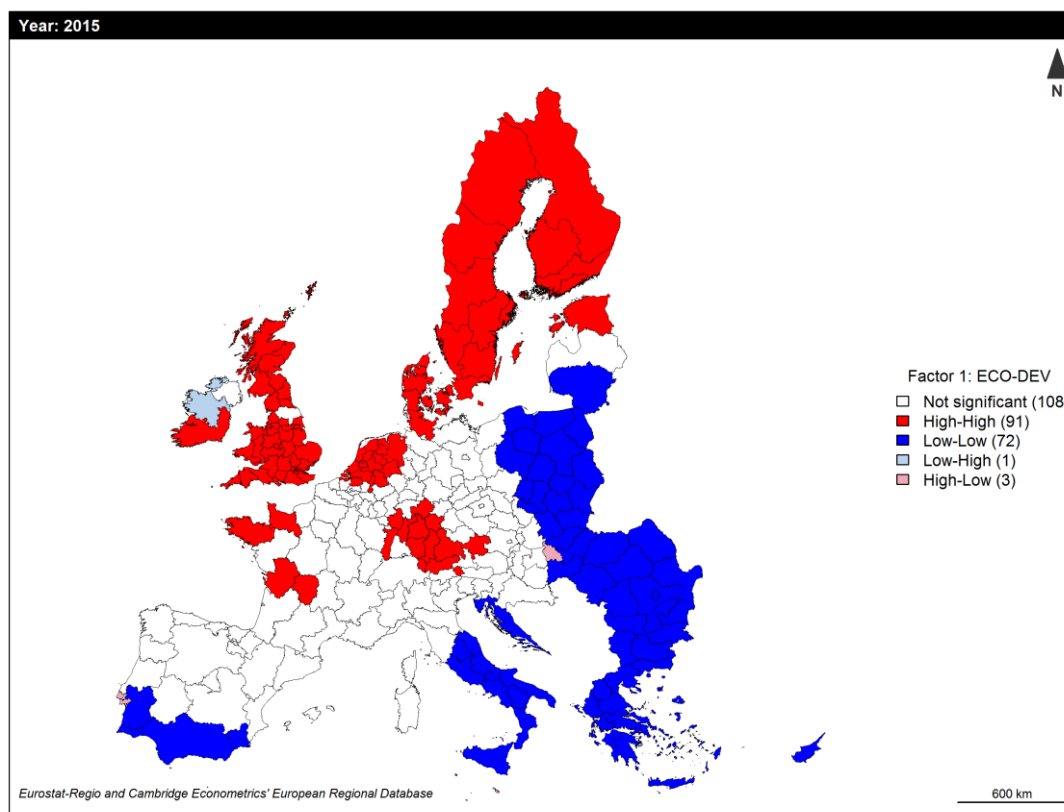 Year: 2015
N
Factor 1: ECO-DEV
Not significant (108
High-High (91)
Low-Low (72)
Low-High (1)
High-Low (3)
Eurostat-Regio and Cambridge Econometrics' European Regional Database
600 km